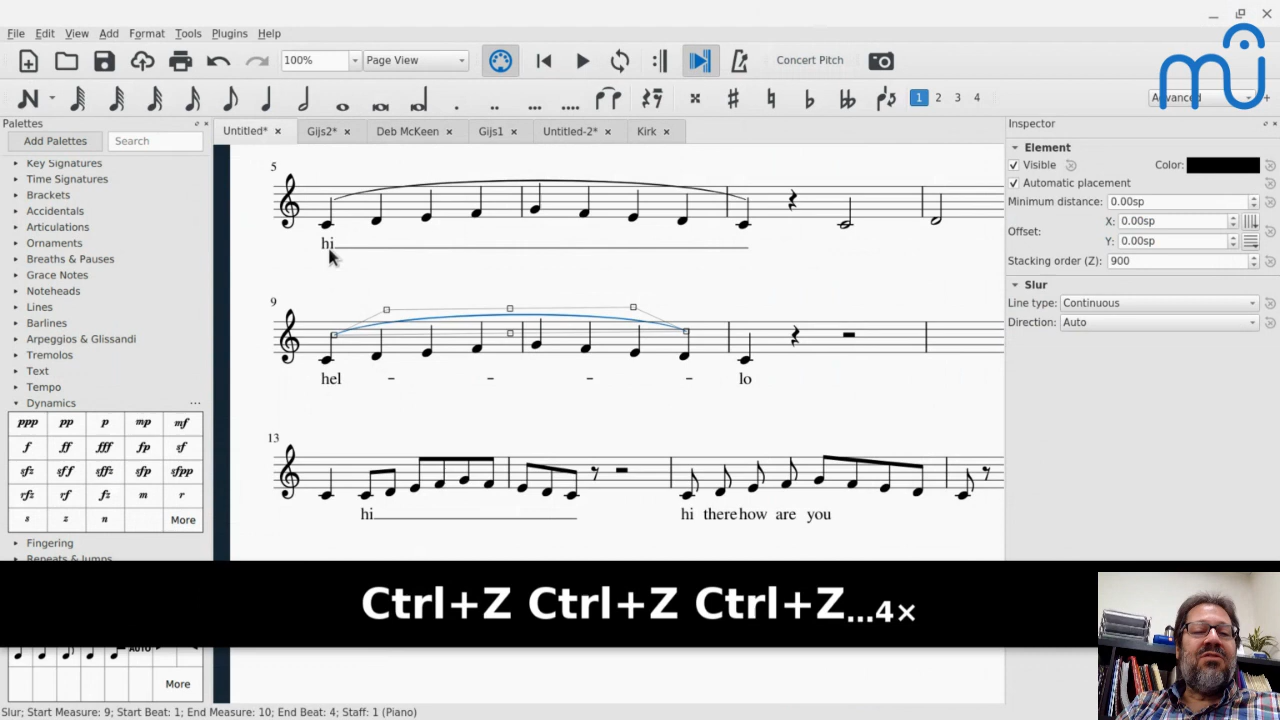 File Edit View Add Format Tools Plugins Help
100% Page View Concert Pitch
1 2 3 4 Advanced +
Palettes
Add Palettes Search
Key Signatures
Time Signatures
Brackets
Accidentals
Articulations
Ornaments
Breaths & Pauses
Grace Notes
Noteheads
Lines
Barlines
Arpeggios & Glissandi
Tremolos
Text
Tempo
Dynamics ...
ppp pp p mp mf
f ff fff fp sf
sfz sff sffz sfp sfpp
rfz rf fz m r
s z n More
Fingering
Repeats & Jumps
AUTO
More
Untitled* Gijs2* Deb McKeen Gijs1 Untitled-2* Kirk
5
hi
9
hel - - - - lo
13
hi hi there how are you
Inspector
Element
Visible Color:
Automatic placement
Minimum distance: 0.00sp
Offset: X: 0.00sp
Y: 0.00sp
Stacking order (Z): 900
Slur
Line type: Continuous
Direction: Auto
Ctrl+Z Ctrl+Z Ctrl+Z...4×
Slur; Start Measure: 9; Start Beat: 1; End Measure: 10; End Beat: 4; Staff: 1 (Piano)